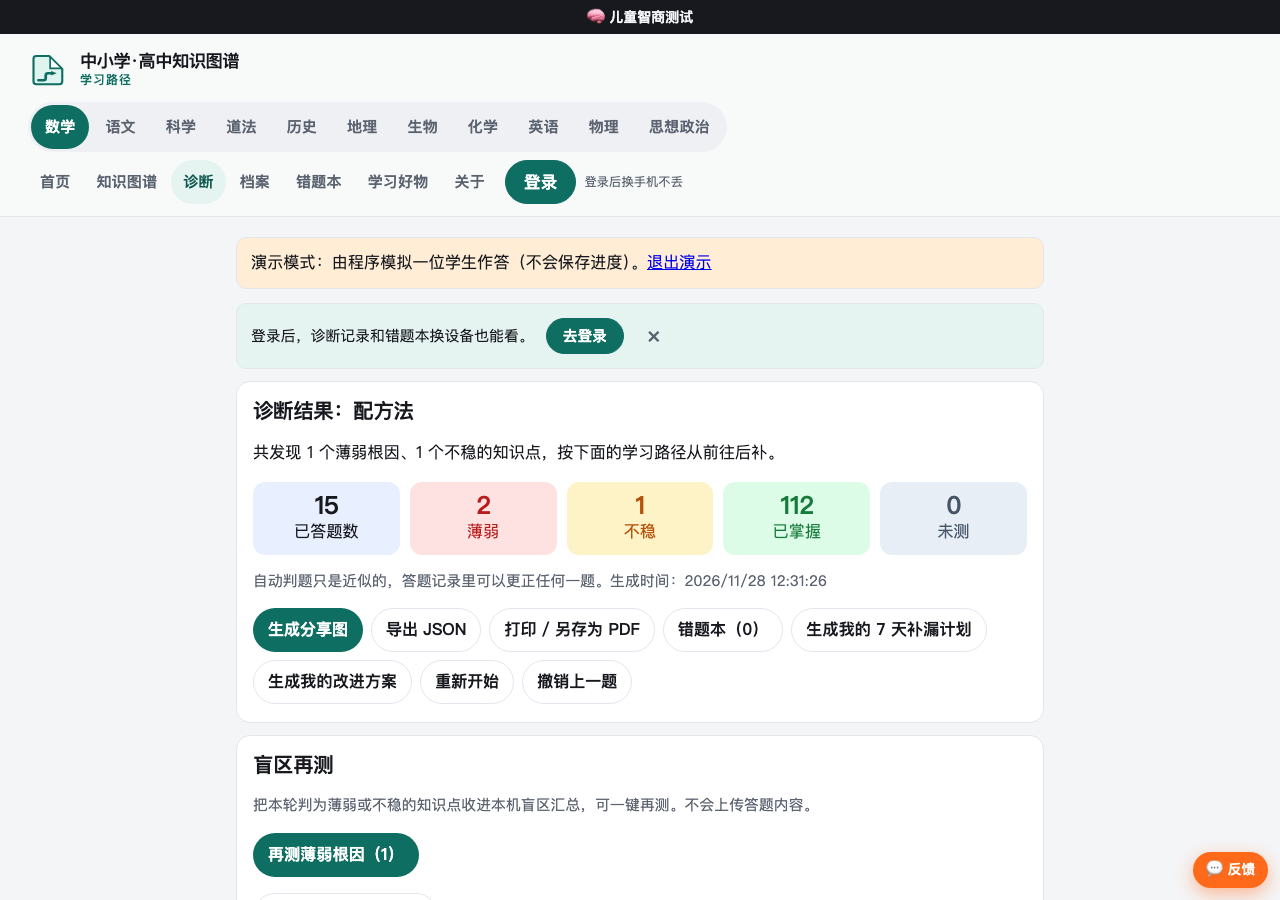 🧠 儿童智商测试
中小学·高中知识图谱
学习路径
数学 语文 科学 道法 历史 地理 生物 化学 英语 物理 思想政治
首页 知识图谱 诊断 档案 错题本 学习好物 关于 登录 登录后换手机不丢
演示模式：由程序模拟一位学生作答（不会保存进度）。退出演示
登录后，诊断记录和错题本换设备也能看。 去登录 ✕
诊断结果：配方法
共发现 1 个薄弱根因、1 个不稳的知识点，按下面的学习路径从前往后补。
15 2 1 112 0
已答题数 薄弱 不稳 已掌握 未测
自动判题只是近似的，答题记录里可以更正任何一题。生成时间：2026/11/28 12:31:26
生成分享图 导出 JSON 打印 / 另存为 PDF 错题本（0） 生成我的 7 天补漏计划
生成我的改进方案 重新开始 撤销上一题
盲区再测
把本轮判为薄弱或不稳的知识点收进本机盲区汇总，可一键再测。不会上传答题内容。
再测薄弱根因（1）
💬 反馈